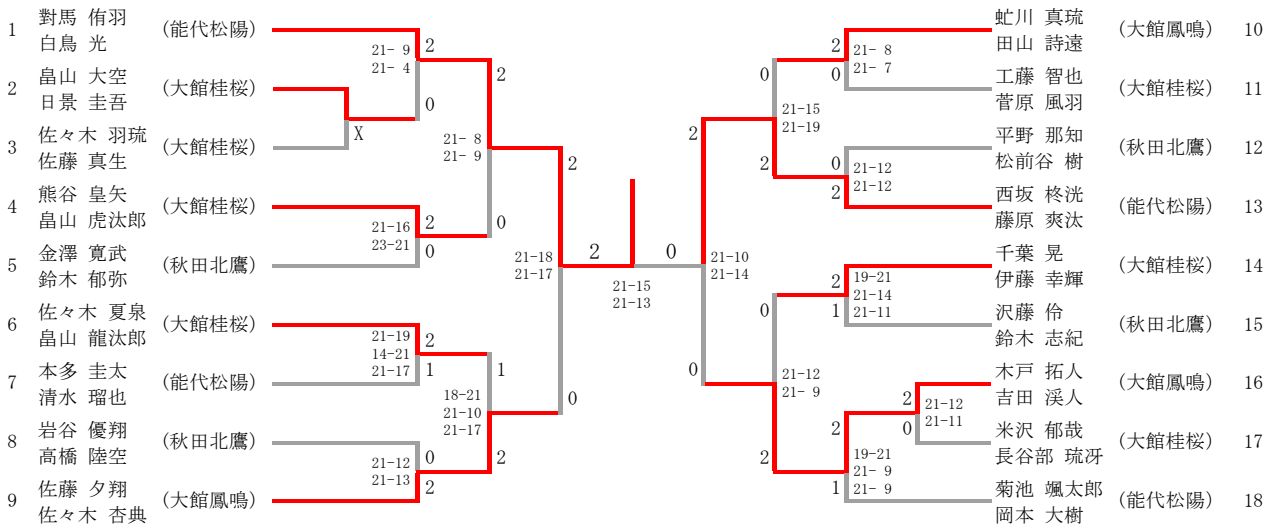 1 對馬 侑羽 (能代松陽)
白鳥 光
2 畠山 大空 (大館桂桜)
日景 圭吾
3 佐々木 羽琉 (大館桂桜)
佐藤 真生
4 熊谷 皇矢 (大館桂桜)
畠山 虎汰郎
5 金澤 寛武 (秋田北鷹)
鈴木 郁弥
6 佐々木 夏泉 (大館桂桜)
畠山 龍汰郎
7 本多 圭太 (能代松陽)
清水 瑠也
8 岩谷 優翔 (秋田北鷹)
高橋 陸空
9 佐藤 夕翔 (大館鳳鳴)
佐々木 杏典
21- 9 2
21- 4
0
X
21-16 2
23-21 0
21-19 2
14-21
21-17 1
21-12 0
21-13 2
2
21- 8
21- 9
0
1
18-21
21-10
21-17
2
2
21-18
21-17
0
2
21-15
21-13
0
2
21-10
21-14
0
0
21-15
21-19
2
0
21-12
21- 9
2
2 21- 8
0 21- 7
0 21-12
2 21-12
2 19-21
21-14
1 21-11
2 21-12
0 21-11
2
19-21
21- 9
1 21- 9
虻川 真琉 (大館鳳鳴) 10
田山 詩遠
工藤 智也 (大館桂桜) 11
菅原 風羽
平野 那知 (秋田北鷹) 12
松前谷 樹
西坂 柊洸 (能代松陽) 13
藤原 爽汰
千葉 晃 (大館桂桜) 14
伊藤 幸輝
沢藤 伶 (秋田北鷹) 15
鈴木 志紀
木戸 拓人 (大館鳳鳴) 16
吉田 渓人
米沢 郁哉 (大館桂桜) 17
長谷部 琉冴
菊池 颯太郎 (能代松陽) 18
岡本 大樹